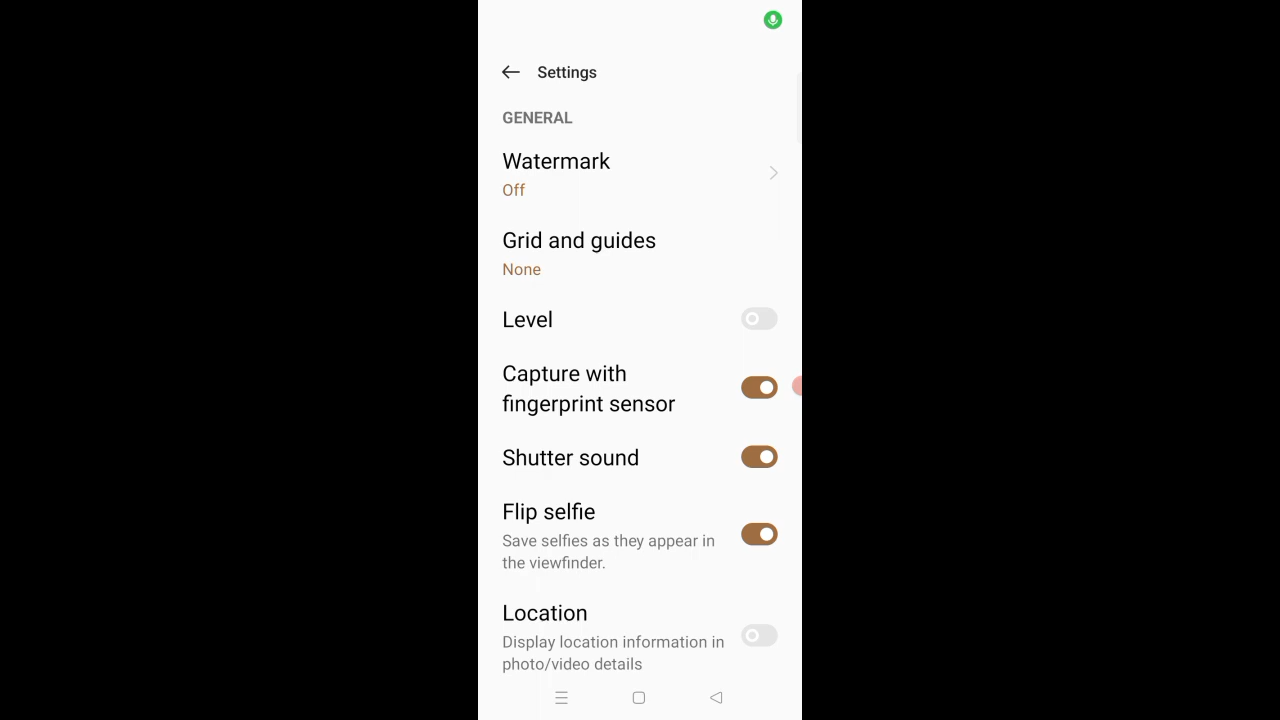 Settings
GENERAL
Watermark
Off
Grid and guides
None
Level
Capture with
fingerprint sensor
Shutter sound
Flip selfie
Save selfies as they appear in
the viewfinder.
Location
Display location information in
photo/video details